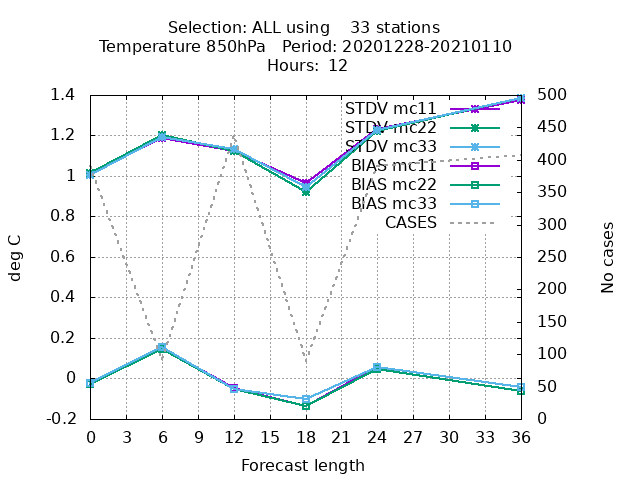 Selection: ALL using    33 stations
Temperature 850hPa   Period: 20201228-20210110
Hours: 12
1.4
1.2
1
0.8
0.6
0.4
0.2
0
-0.2
500
450
400
350
300
250
200
150
100
50
0
STDV mc11
STDV mc22
STDV mc33
BIAS mc11
BIAS mc22
BIAS mc33
CASES
deg C
No cases
0 3 6 9 12 15 18 21 24 27 30 33 36
Forecast length